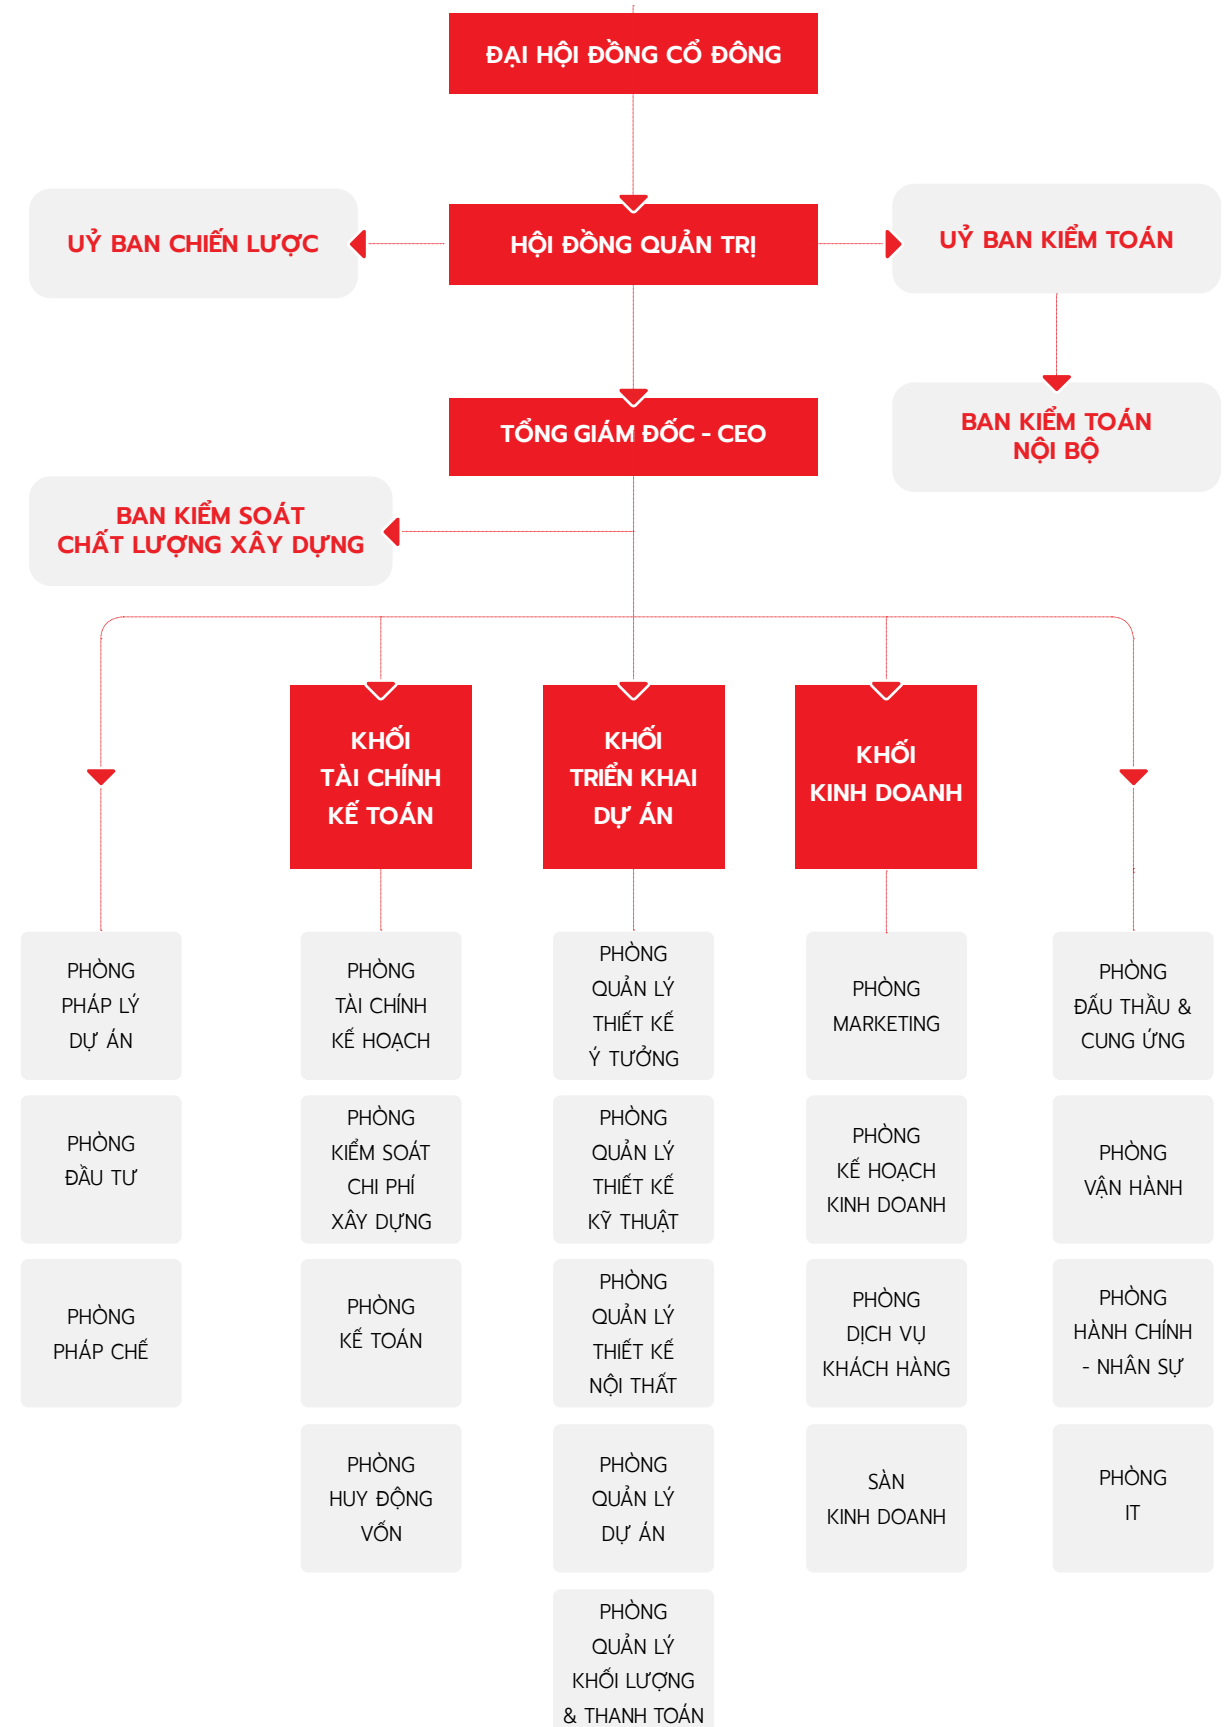 ĐẠI HỘI ĐỒNG CỔ ĐÔNG
UỶ BAN CHIẾN LƯỢC
HỘI ĐỒNG QUẢN TRỊ
UỶ BAN KIỂM TOÁN
TỔNG GIÁM ĐỐC - CEO
BAN KIỂM TOÁN
NỘI BỘ
BAN KIỂM SOÁT
CHẤT LƯỢNG XÂY DỰNG
KHỐI
TÀI CHÍNH
KẾ TOÁN
KHỐI
TRIỂN KHAI
DỰ ÁN
KHỐI
KINH DOANH
PHÒNG
PHÁP LÝ
DỰ ÁN
PHÒNG
ĐẦU TƯ
PHÒNG
PHÁP CHẾ
PHÒNG
TÀI CHÍNH
KẾ HOẠCH
PHÒNG
KIỂM SOÁT
CHI PHÍ
XÂY DỰNG
PHÒNG
KẾ TOÁN
PHÒNG
HUY ĐỘNG
VỐN
PHÒNG
QUẢN LÝ
THIẾT KẾ
Ý TƯỞNG
PHÒNG
QUẢN LÝ
THIẾT KẾ
KỸ THUẬT
PHÒNG
QUẢN LÝ
THIẾT KẾ
NỘI THẤT
PHÒNG
QUẢN LÝ
DỰ ÁN
PHÒNG
QUẢN LÝ
KHỐI LƯỢNG
& THANH TOÁN
PHÒNG
MARKETING
PHÒNG
KẾ HOẠCH
KINH DOANH
PHÒNG
DỊCH VỤ
KHÁCH HÀNG
SÀN
KINH DOANH
PHÒNG
ĐẤU THẦU &
CUNG ỨNG
PHÒNG
VẬN HÀNH
PHÒNG
HÀNH CHÍNH
- NHÂN SỰ
PHÒNG
IT